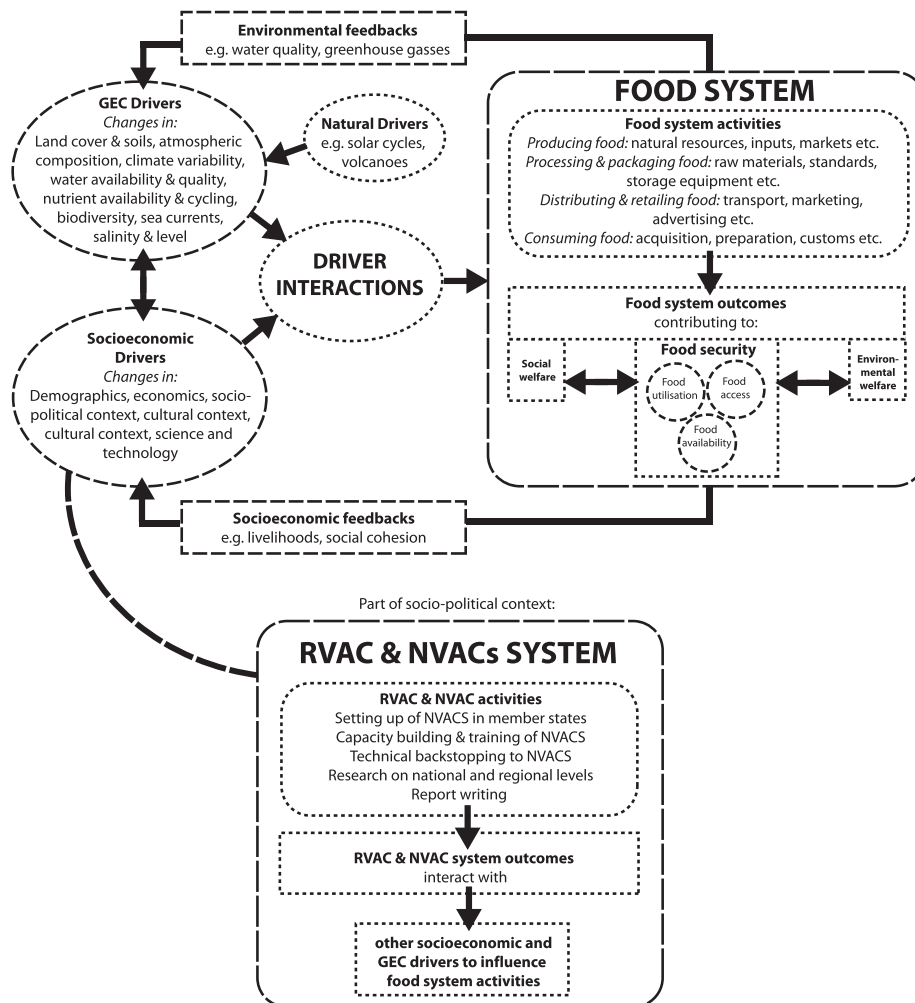 Environmental feedbacks
e.g. water quality, greenhouse gasses
GEC Drivers
Changes in:
Land cover & soils, atmospheric
composition, climate variability,
water availability & quality,
nutrient availability & cycling,
biodiversity, sea currents,
salinity & level
Natural Drivers
e.g. solar cycles,
volcanoes
DRIVER
INTERACTIONS
Socioeconomic
Drivers
Changes in:
Demographics, economics, socio-
political context, cultural context,
cultural context, science and
technology
Socioeconomic feedbacks
e.g. livelihoods, social cohesion
FOOD SYSTEM
Food system activities
Producing food: natural resources, inputs, markets etc.
Processing & packaging food: raw materials, standards,
storage equipment etc.
Distributing & retailing food: transport, marketing,
advertising etc.
Consuming food: acquisition, preparation, customs etc.
Food system outcomes
contributing to:
Social
welfare
Food security
Food
utilisation
Food
access
Food
availability
Environ-
mental
welfare
Part of socio-political context:
RVAC & NVACs SYSTEM
RVAC & NVAC activities
Setting up of NVACS in member states
Capacity building & training of NVACS
Technical backstopping to NVACS
Research on national and regional levels
Report writing
RVAC & NVAC system outcomes
interact with
other socioeconomic and
GEC drivers to influence
food system activities